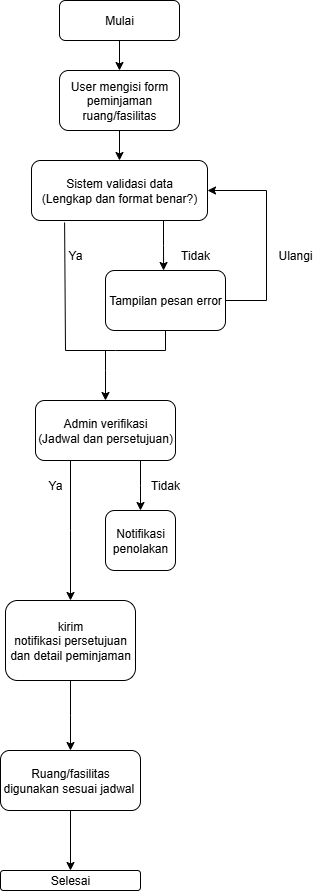 Mulai
User mengisi form
peminjaman
ruang/fasilitas
Sistem validasi data
(Lengkap dan format benar?)
Ya
Tidak
Ulangi
Tampilan pesan error
Admin verifikasi
(Jadwal dan persetujuan)
Ya
Tidak
Notifikasi
penolakan
kirim
notifikasi persetujuan
dan detail peminjaman
Ruang/fasilitas
digunakan sesuai jadwal
Selesai